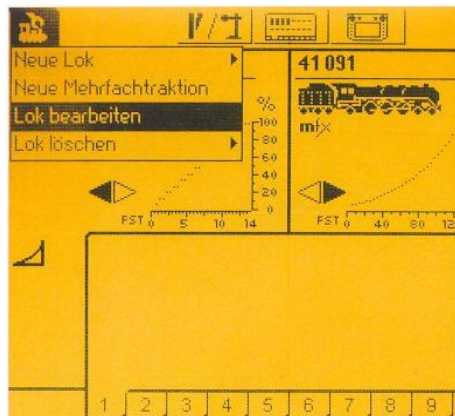 Neue Lok
Neue Mehrfachtraktion
Lok bearbeiten
Lok löschen
41 091
mfx
%
100
80
60
40
20
0
FST 0 5 10 14
FST 0 40 80 12
1 2 3 4 5 6 7 8 9